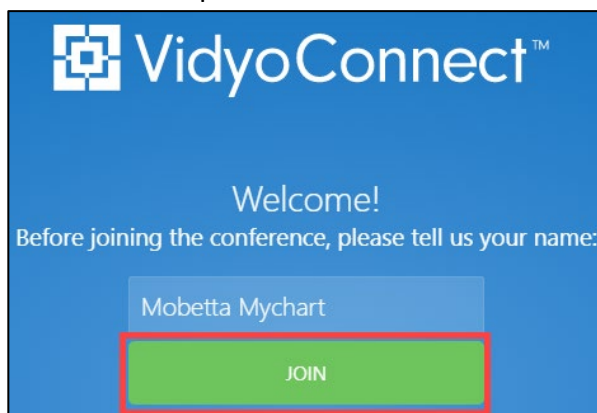 VidyoConnect™
Welcome!
Before joining the conference, please tell us your name:
Mobetta Mychart
JOIN